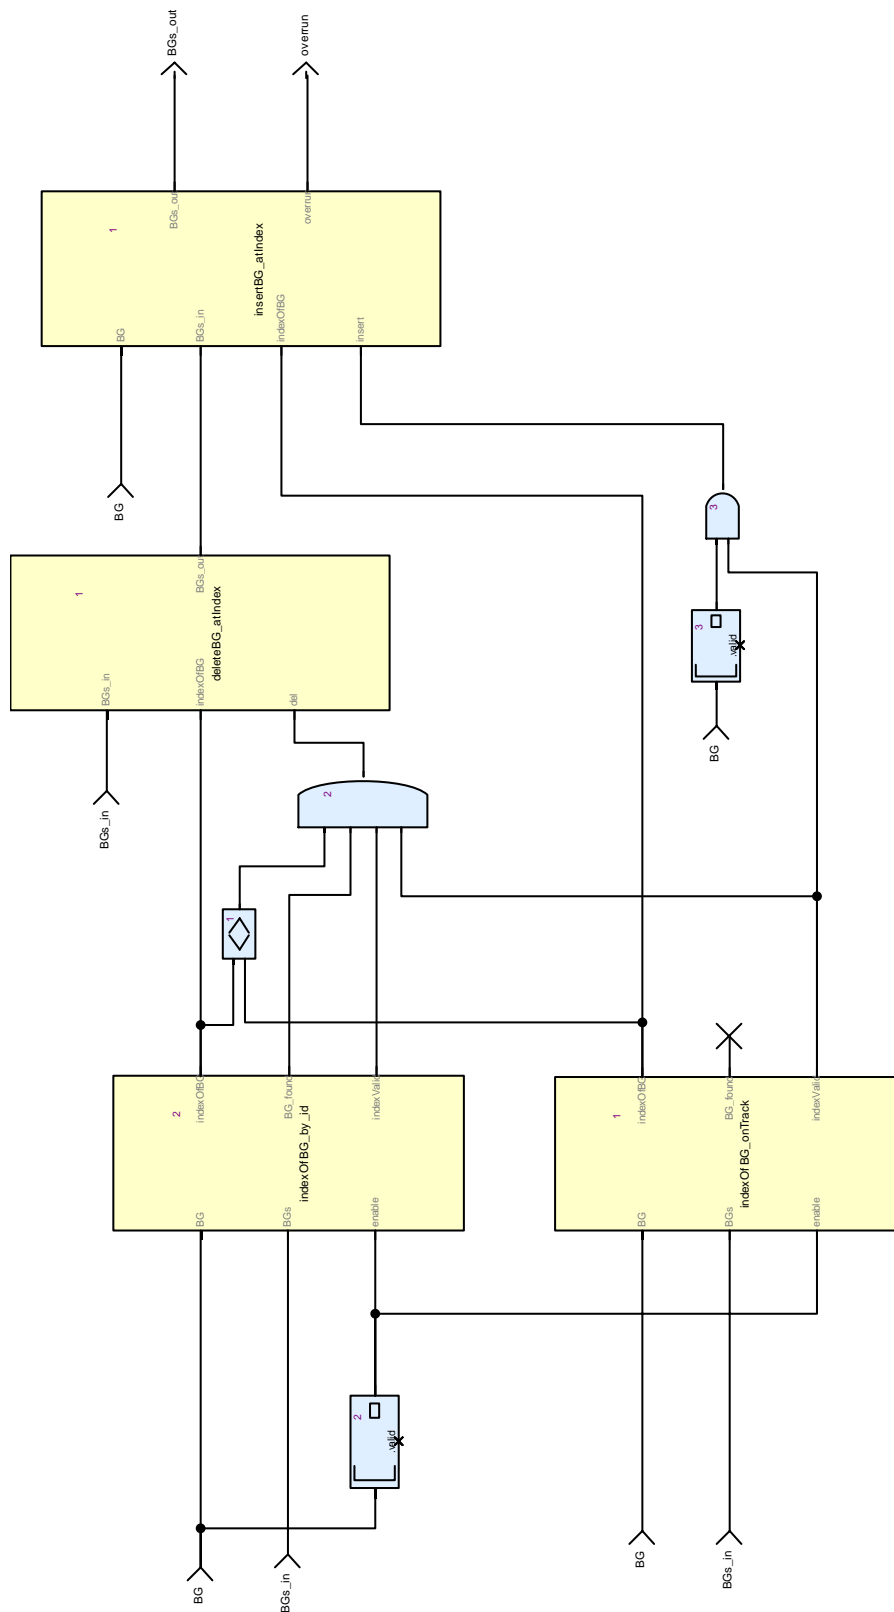 BGs_out
overrun
1
BGs_out
overrun
insertBG_atIndex
BG
BGs_in
indexOfBG
insert
BG
3
1
BGs_out
deleteBG_atIndex
BGs_in
indexOfBG
del
3
.valid
BG
BGs_in
2
1
2
indexOfBG
BG_found
indexValid
indexOfBG_by_id
BG
BGs
enable
1
indexOfBG
BG_found
indexValid
indexOfBG_onTrack
BG
BGs
enable
2
.valid
BG
BGs_in
BG
BGs_in